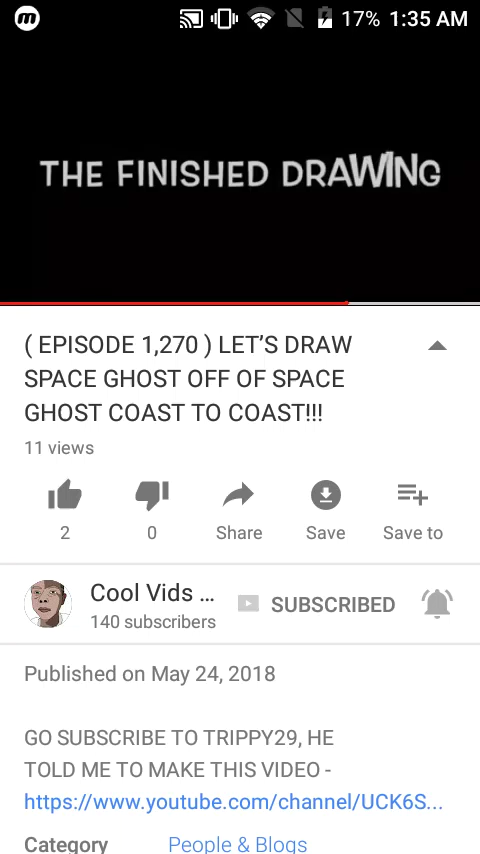 m 17% 1:35 AM
THE FINISHED DRAWING
( EPISODE 1,270 ) LET’S DRAW
SPACE GHOST OFF OF SPACE
GHOST COAST TO COAST!!!
11 views
2 0 Share Save Save to
Cool Vids ... SUBSCRIBED
140 subscribers
Published on May 24, 2018
GO SUBSCRIBE TO TRIPPY29, HE
TOLD ME TO MAKE THIS VIDEO -
https://www.youtube.com/channel/UCK6S...
Category People & Blogs